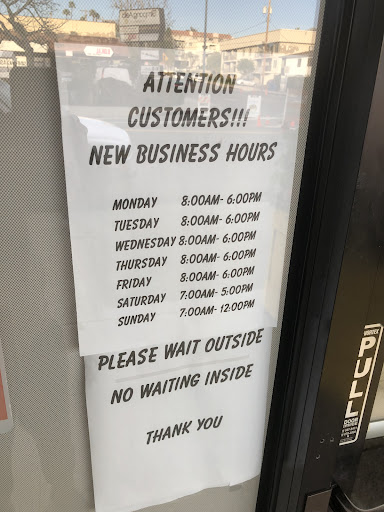 ATTENTION
CUSTOMERS!!!
NEW BUSINESS HOURS
MONDAY 8:00AM- 6:00PM
TUESDAY 8:00AM- 6:00PM
WEDNESDAY 8:00AM- 6:00PM
THURSDAY 8:00AM- 6:00PM
FRIDAY 8:00AM- 6:00PM
SATURDAY 7:00AM- 5:00PM
SUNDAY 7:00AM- 12:00PM
PLEASE WAIT OUTSIDE
NO WAITING INSIDE
THANK YOU
PULL
DOOR